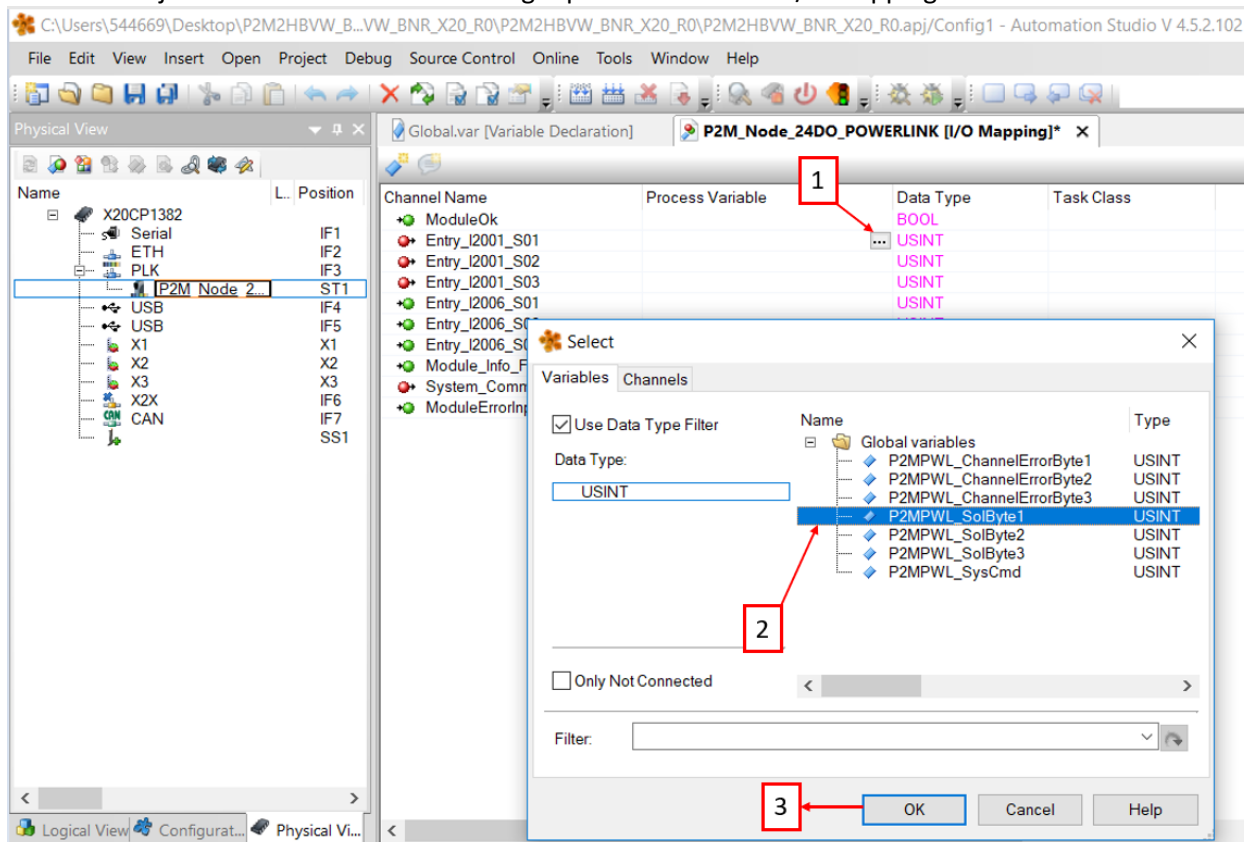 C:\Users\544669\Desktop\P2M2HBVW_B...VW_BNR_X20_R0\P2M2HBVW_BNR_X20_R0\P2M2HBVW_BNR_X20_R0.apj/Config1 - Automation Studio V 4.5.2.102
File Edit View Insert Open Project Debug Source Control Online Tools Window Help
Physical View
Global.var [Variable Declaration] P2M_Node_24DO_POWERLINK [I/O Mapping]* X
Name L.. Position
X20CP1382
Serial IF1
ETH IF2
PLK IF3
P2M_Node_2... ST1
USB IF4
USB IF5
X1 X1
X2 X2
X3 X3
X2X IF6
CAN CAN IF7
SS1
Logical View Configurat... Physical Vi...
1
Channel Name Process Variable Data Type Task Class
ModuleOk BOOL
Entry_I2001_S01 ... USINT
Entry_I2001_S02 USINT
Entry_I2001_S03 USINT
Entry_I2006_S01 USINT
Entry_I2006_S0
Entry_I2006_S0
Module_Info_F
System_Comm
ModuleErrorInp
Select
Variables Channels
Use Data Type Filter
Data Type:
USINT
Name Type
Global variables
P2MPWL_ChannelErrorByte1 USINT
P2MPWL_ChannelErrorByte2 USINT
P2MPWL_ChannelErrorByte3 USINT
P2MPWL_SolByte1 USINT
P2MPWL_SolByte2 USINT
P2MPWL_SolByte3 USINT
P2MPWL_SysCmd USINT
2
Only Not Connected
Filter:
3
OK Cancel Help